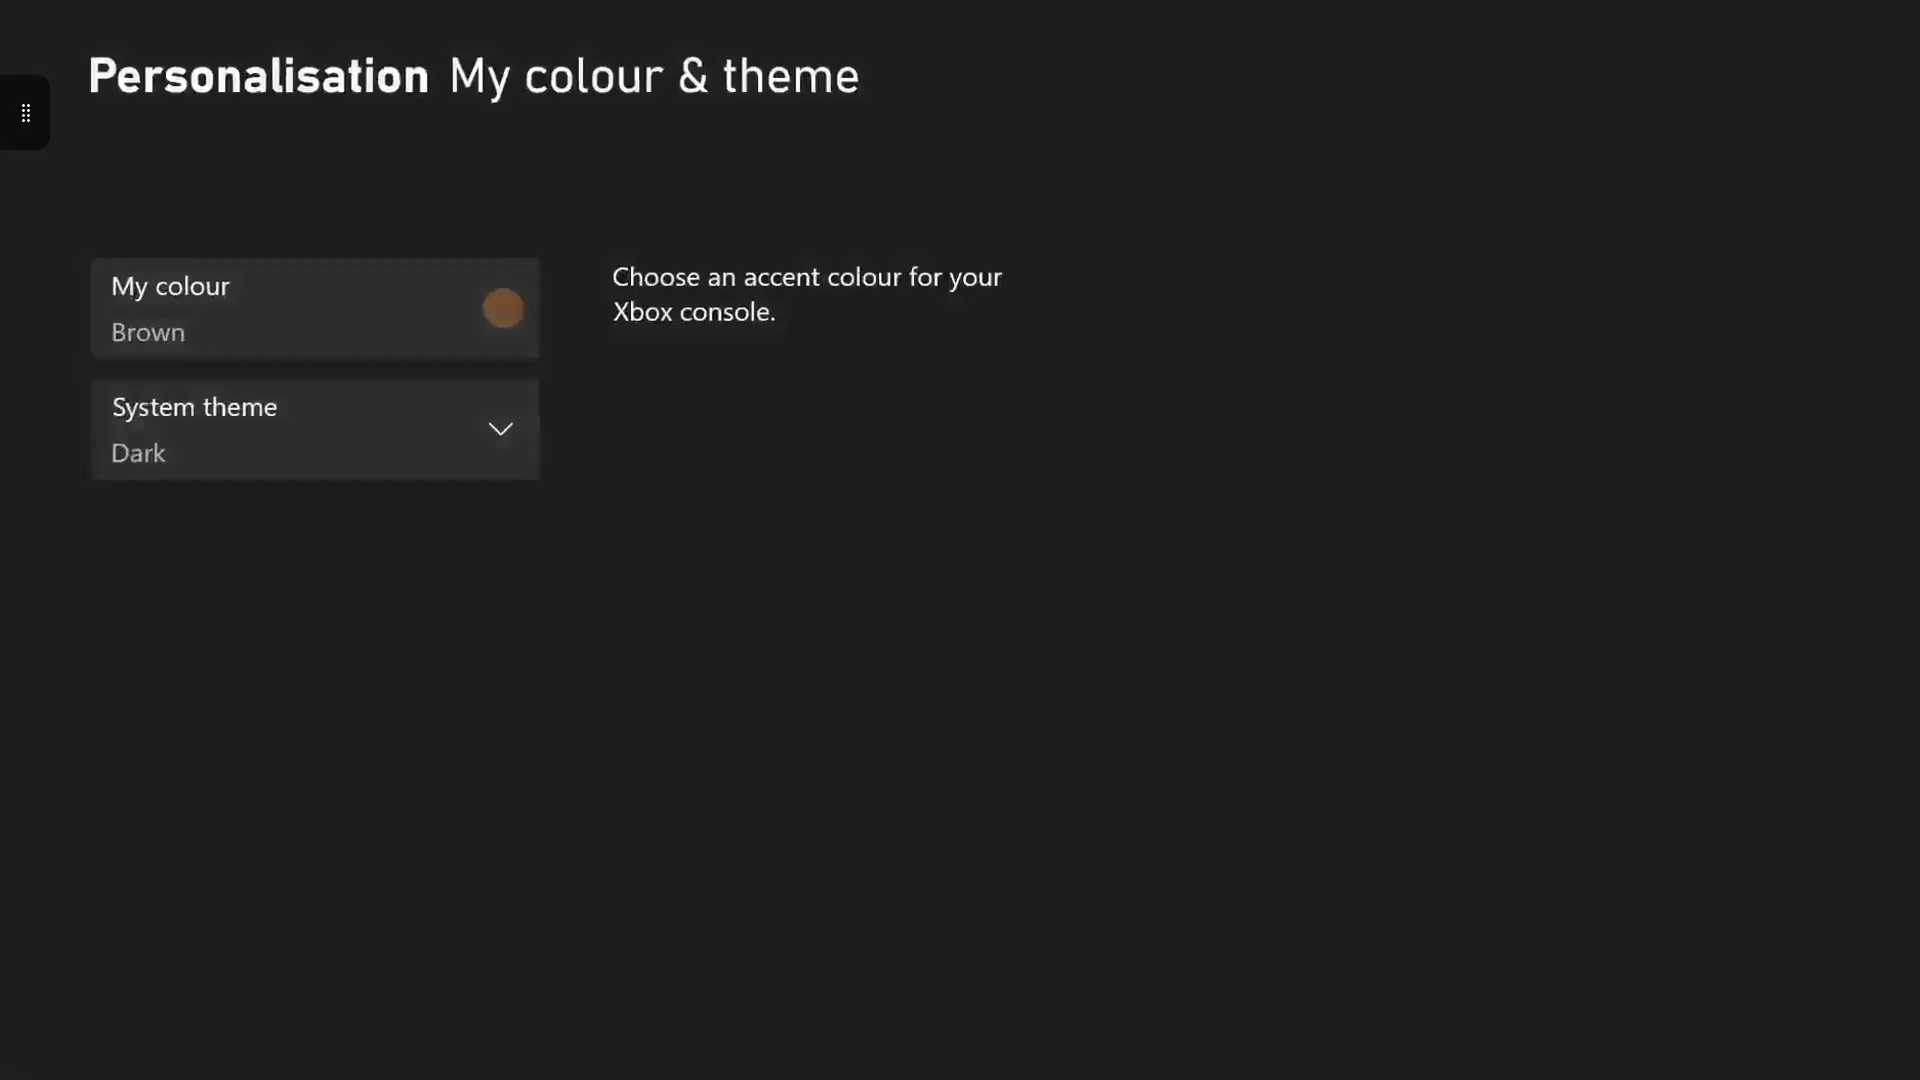 Personalisation My colour & theme
My colour
Brown
Choose an accent colour for your
Xbox console.
System theme
Dark